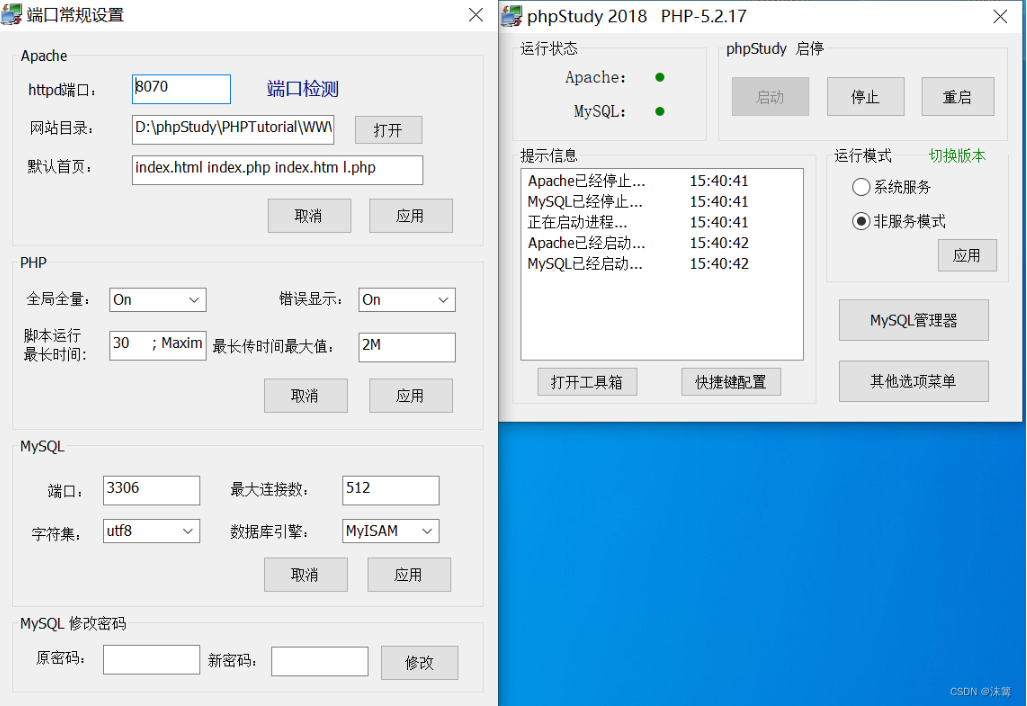 端口常规设置
Apache
httpd端口：
8070
端口检测
网站目录：
D:\phpStudy\PHPTutorial\WW\
打开
默认首页：
index.html index.php index.htm l.php
取消
应用
PHP
全局全量：
On
错误显示：
On
脚本运行
最长时间：
30 ; Maxim
最长传时间最大值：
2M
取消
应用
MySQL
端口：
3306
最大连接数：
512
字符集：
utf8
数据库引擎：
MyISAM
取消
应用
MySQL 修改密码
原密码：
新密码：
修改
phpStudy 2018 PHP-5.2.17
运行状态
Apache：
MySQL：
phpStudy 启停
启动
停止
重启
提示信息
Apache已经停止... 15:40:41
MySQL已经停止... 15:40:41
正在启动进程... 15:40:41
Apache已经启动... 15:40:42
MySQL已经启动... 15:40:42
打开工具箱
快捷键配置
运行模式
切换版本
系统服务
非服务模式
应用
MySQL管理器
其他选项菜单
CSDN @沫篱